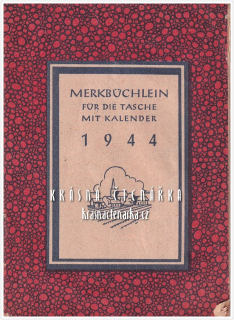 MERKBÜCHLEIN
FÜR DIE TASCHE
MIT KALENDER
1944
KRÁSNÁ ČTENÁŘKA
krasnactenarka.cz